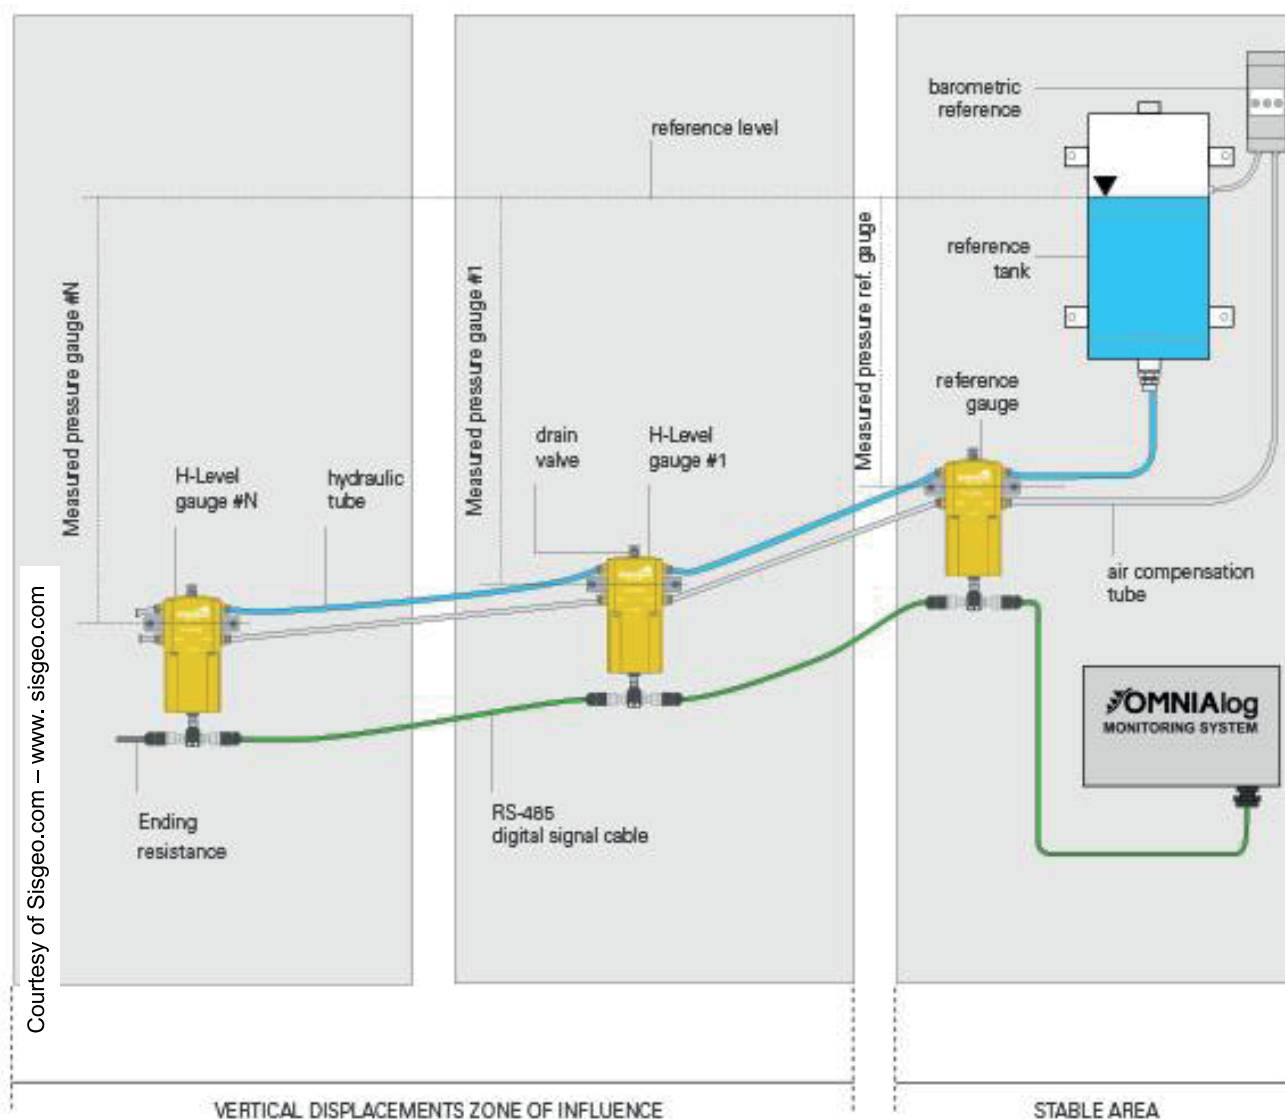 barometric
reference
reference level
reference
tank
Measured pressure gauge #N
Measured pressure gauge #1
Measured pressure ref. gauge
reference
gauge
drain
valve
H-Level
gauge #1
H-Level
gauge #N
hydraulic
tube
air compensation
tube
OMNIAlog
MONITORING SYSTEM
RS-485
digital signal cable
Ending
resistance
Courtesy of Sisgeo.com – www. sisgeo.com
VERTICAL DISPLACEMENTS ZONE OF INFLUENCE
STABLE AREA